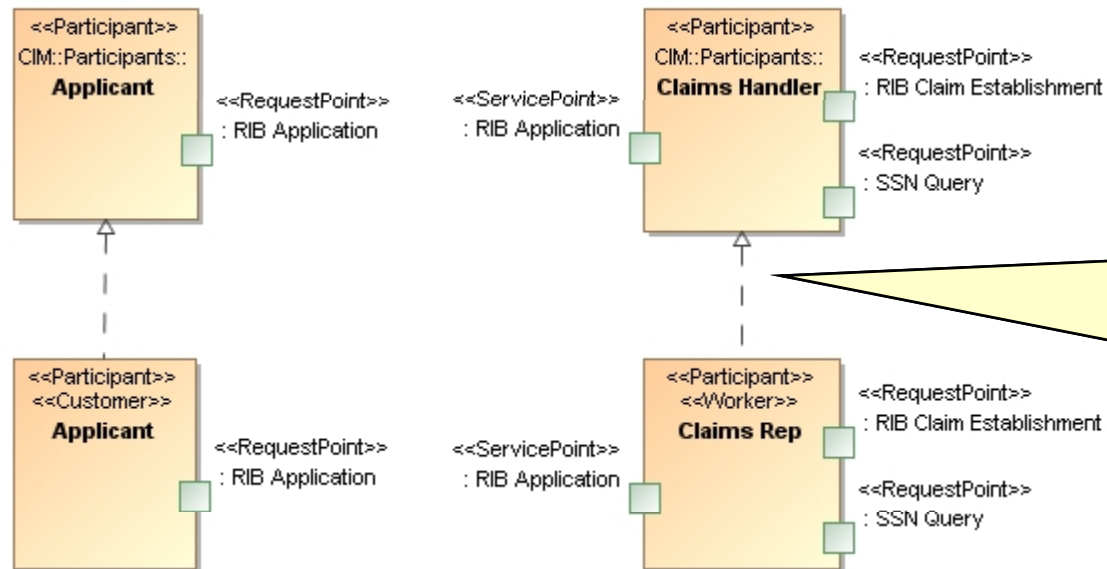 <<Participant>>
CIM::Participants::
Applicant
<<RequestPoint>>
: RIB Application
<<Participant>>
CIM::Participants::
Claims Handler
<<ServicePoint>>
: RIB Application
<<RequestPoint>>
: RIB Claim Establishment
<<RequestPoint>>
: SSN Query
<<Participant>>
<<Customer>>
Applicant
<<RequestPoint>>
: RIB Application
<<Participant>>
<<Worker>>
Claims Rep
<<ServicePoint>>
: RIB Application
<<RequestPoint>>
: RIB Claim Establishment
<<RequestPoint>>
: SSN Query